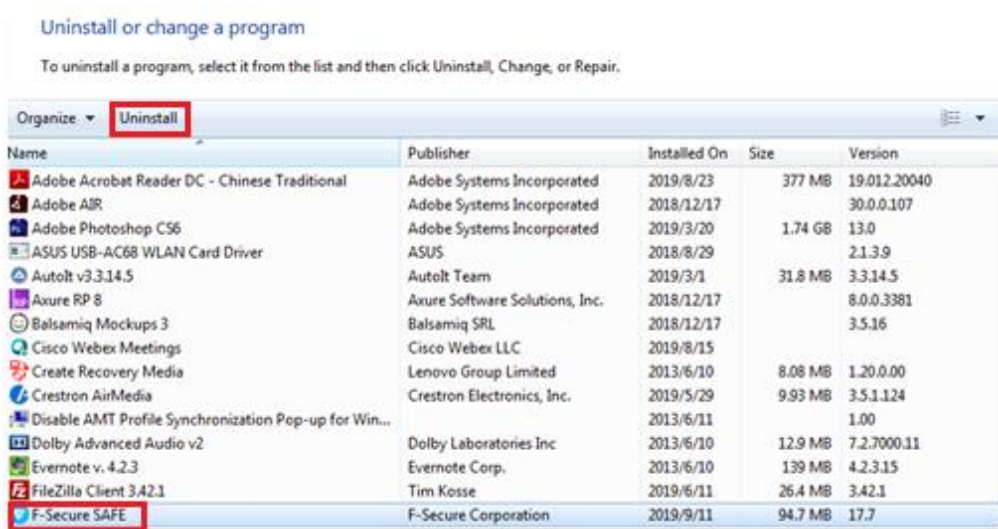 Uninstall or change a program
To uninstall a program, select it from the list and then click Uninstall, Change, or Repair.
Organize Uninstall
Name Publisher Installed On Size Version
Adobe Acrobat Reader DC - Chinese Traditional Adobe Systems Incorporated 2019/8/23 377 MB 19.012.20040
Adobe AIR Adobe Systems Incorporated 2018/12/17 30.0.0.107
Adobe Photoshop CS6 Adobe Systems Incorporated 2019/3/20 1.74 GB 13.0
ASUS USB-AC68 WLAN Card Driver ASUS 2018/8/29 2.1.3.9
AutoIt v3.3.14.5 AutoIt Team 2019/3/1 31.8 MB 3.3.14.5
Axure RP 8 Axure Software Solutions, Inc. 2018/12/17 8.0.0.3381
Balsamiq Mockups 3 Balsamiq SRL 2018/12/17 3.5.16
Cisco Webex Meetings Cisco Webex LLC 2019/8/15
Create Recovery Media Lenovo Group Limited 2013/6/10 8.08 MB 1.20.0.00
Crestron AirMedia Crestron Electronics, Inc. 2019/5/29 9.93 MB 3.5.1.124
Disable AMT Profile Synchronization Pop-up for Win... 2013/6/11 1.00
Dolby Advanced Audio v2 Dolby Laboratories Inc 2013/6/10 12.9 MB 7.2.7000.11
Evernote v. 4.2.3 Evernote Corp. 2013/6/10 139 MB 4.2.3.15
FileZilla Client 3.42.1 Tim Kosse 2019/6/11 26.4 MB 3.42.1
F-Secure SAFE F-Secure Corporation 2019/9/11 94.7 MB 17.7